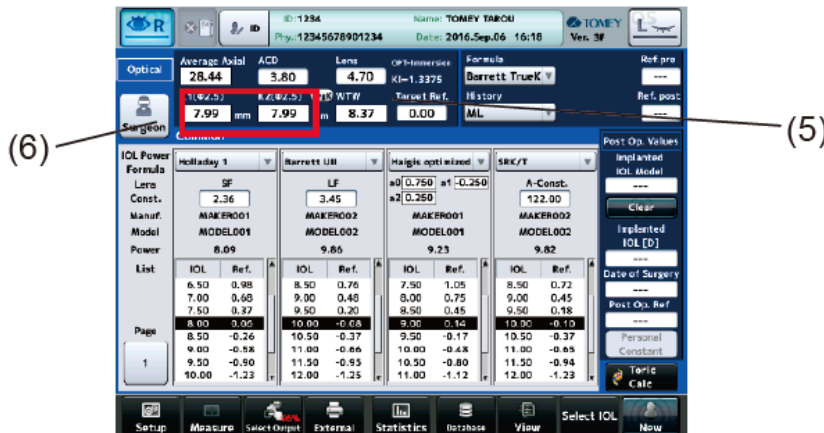 R ID ID:1234 Name: TOMEY TAROU TOMEY L
Phy.:12345678901234 Date: 2016.Sep.06 16:18 Ver. 3F
Optical Average Axial ACD Lens OPT-Immersion Formula Ref.pre
28.44 3.80 4.70 KI=1.3375 Barrett TrueK ---
K2(Φ2.5) WTW Target Ref. History Ref. post
7.99 mm 7.99 8.37 0.00 ML ---
Surgeon
(6)
(5)
Post Op. Values
IOL Power Formula Holladay 1 Barrett UII Haigis optimized SRK/T Implanted IOL Model
Lens Const. SF LF a0 0.750 a1 -0.250 A-Const. ---
2.36 3.45 a2 0.250 122.00 Clear
Manuf. MAKER001 MAKER002 MAKER001 MAKER002
Model MODEL001 MODEL002 MODEL001 MODEL002 Implanted IOL [D]
Power 8.09 9.86 9.23 9.82 ---
List IOL Ref. IOL Ref. IOL Ref. IOL Ref. Date of Surgery
6.50 0.98 8.50 0.76 7.50 1.05 8.50 0.72 ---
7.00 0.68 9.00 0.48 8.00 0.75 9.00 0.45 Post Op. Ref
7.50 0.37 9.50 0.20 8.50 0.45 9.50 0.18 ---
8.00 0.06 10.00 -0.08 9.00 0.14 10.00 -0.10
Page 8.50 -0.26 10.50 -0.37 9.50 -0.17 10.50 -0.37 Personal Constant
9.00 -0.58 11.00 -0.66 10.00 -0.48 11.00 -0.65
1 9.50 -0.90 11.50 -0.95 10.50 -0.80 11.50 -0.94 Toric Calc
10.00 -1.23 12.00 -1.25 11.00 -1.12 12.00 -1.23
Setup Measure Select Output External Statistics Database View Select IOL New